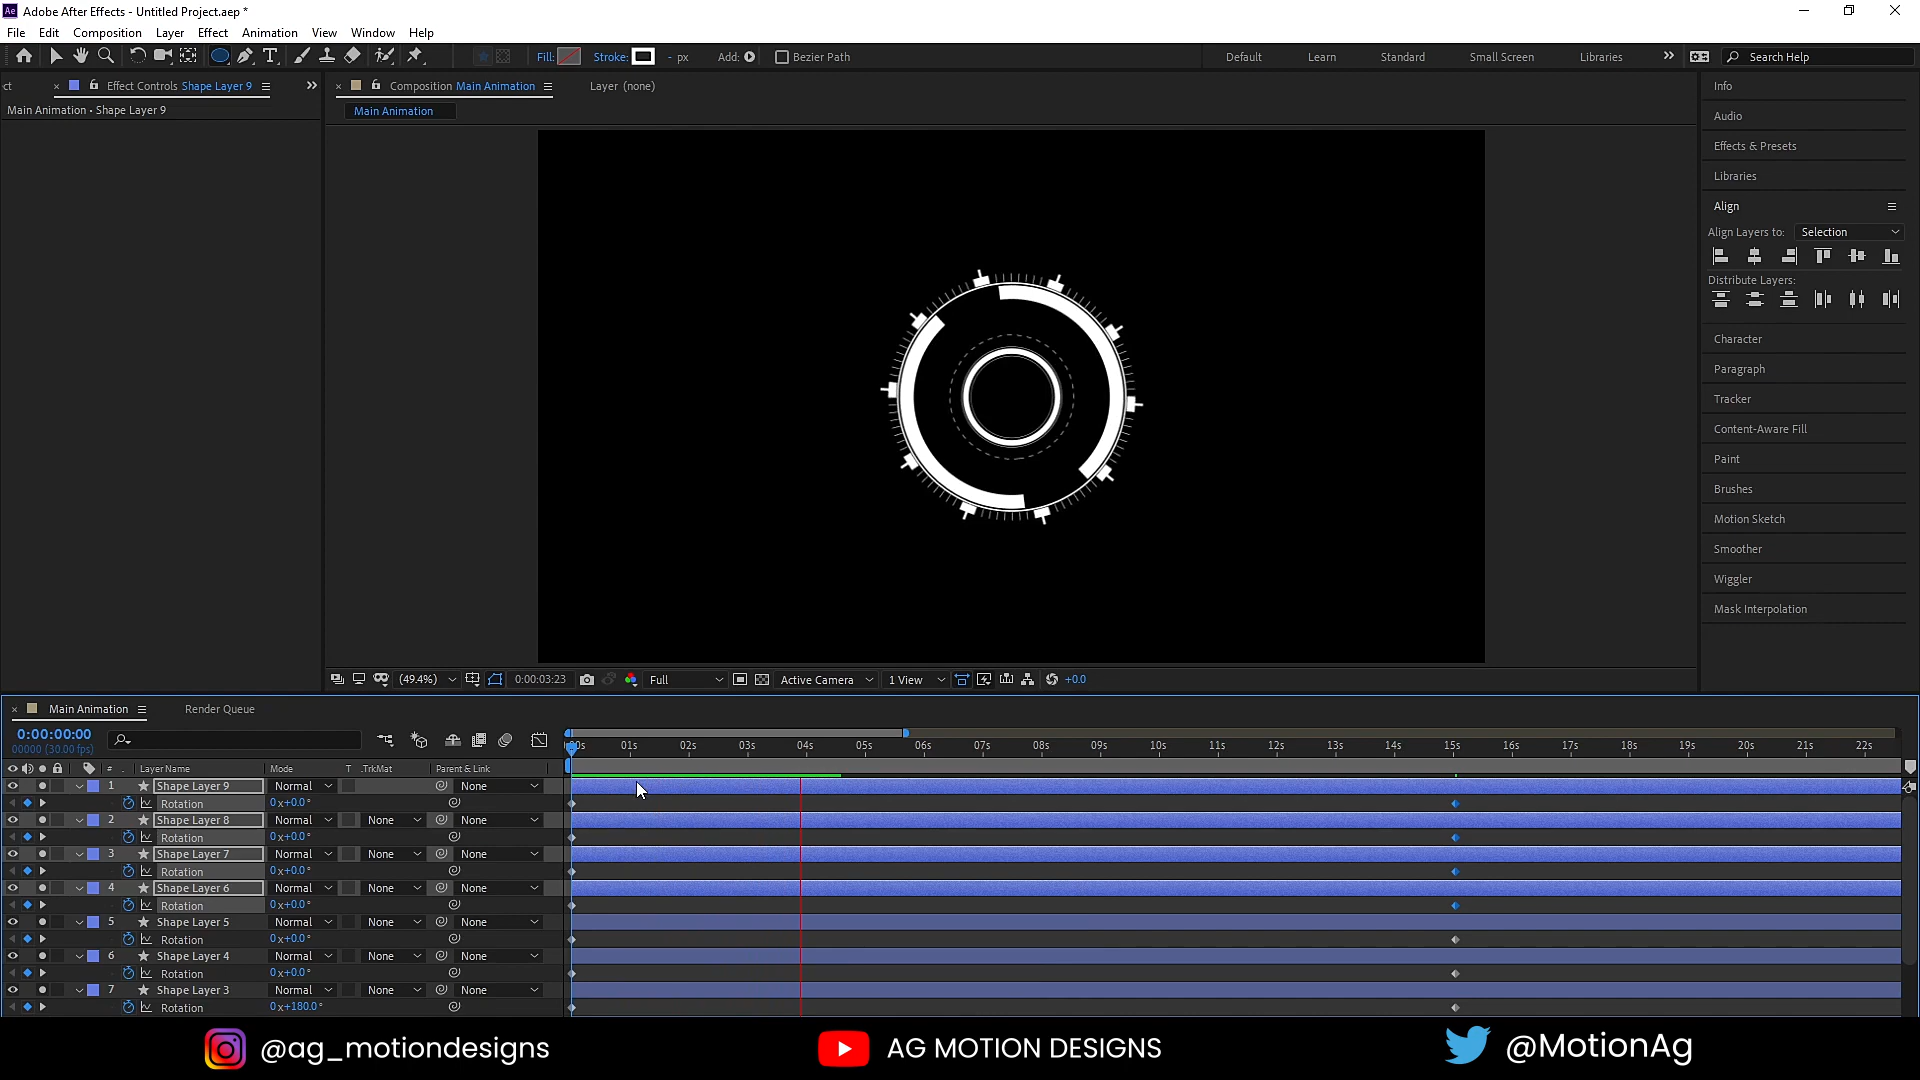 Ae Adobe After Effects - Untitled Project.aep *
File Edit Composition Layer Effect Animation View Window Help
Fill: Stroke: - px Add: Bezier Path Default Learn Standard Small Screen Libraries Search Help
ct Effect Controls Shape Layer 9 Composition Main Animation Layer (none) Info
Main Animation • Shape Layer 9 Main Animation
Audio
Effects & Presets
Libraries
Align
Align Layers to: Selection
Distribute Layers:
Character
Paragraph
Tracker
Content-Aware Fill
Paint
Brushes
Motion Sketch
Smoother
Wiggler
Mask Interpolation
(49.4%) 0:00:03:23 Full Active Camera 1 View +0.0
Main Animation Render Queue
0:00:00:00
00000 (30.00 fps)
00s 01s 02s 03s 04s 05s 06s 07s 08s 09s 10s 11s 12s 13s 14s 15s 16s 17s 18s 19s 20s 21s 22s
# Layer Name Mode T .TrkMat Parent & Link
1 Shape Layer 9 Normal None
Rotation 0x+0.0°
2 Shape Layer 8 Normal None None
Rotation 0x+0.0°
3 Shape Layer 7 Normal None None
Rotation 0x+0.0°
4 Shape Layer 6 Normal None None
Rotation 0x+0.0°
5 Shape Layer 5 Normal None None
Rotation 0x+0.0°
6 Shape Layer 4 Normal None None
Rotation 0x+0.0°
7 Shape Layer 3 Normal None None
Rotation 0x+180.0°
@ag_motiondesigns AG MOTION DESIGNS @MotionAg